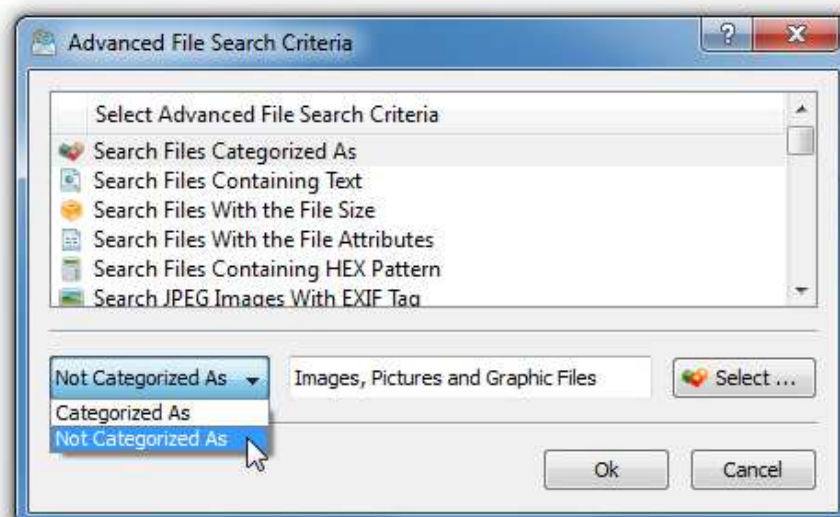 Advanced File Search Criteria
Select Advanced File Search Criteria
Search Files Categorized As
Search Files Containing Text
Search Files With the File Size
Search Files With the File Attributes
Search Files Containing HEX Pattern
Search JPEG Images With EXIF Tag
Not Categorized As Images, Pictures and Graphic Files Select ...
Categorized As
Not Categorized As
Ok Cancel